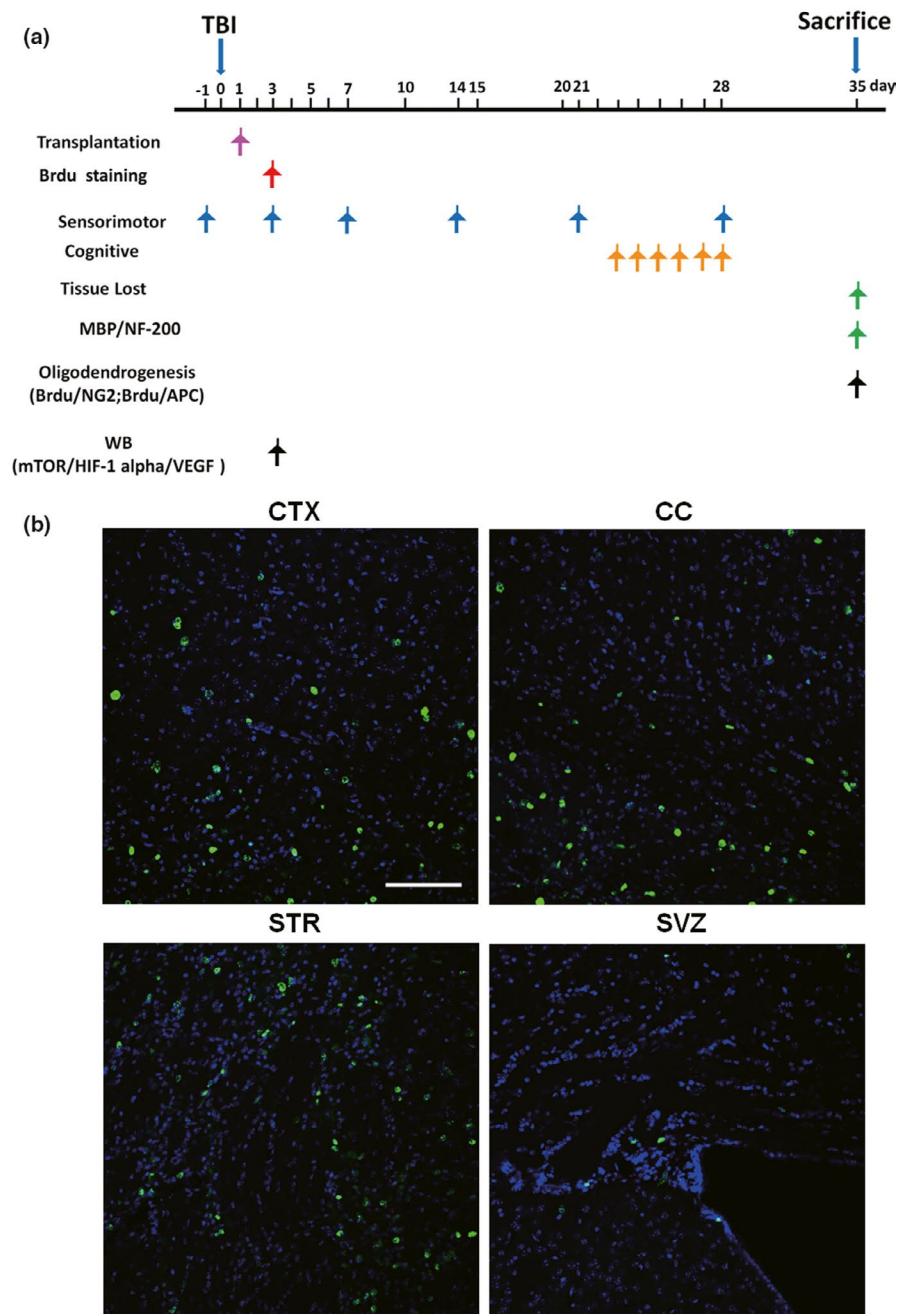 (a)
TBI
Sacrifice
-1 0 1 3 5 7 10 14 15 20 21 28 35 day
Transplantation
Brdu staining
Sensorimotor
Cognitive
Tissue Lost
MBP/NF-200
Oligodendrogenesis
(Brdu/NG2;Brdu/APC)
WB
(mTOR/HIF-1 alpha/VEGF )
(b)
CTX
CC
STR
SVZ